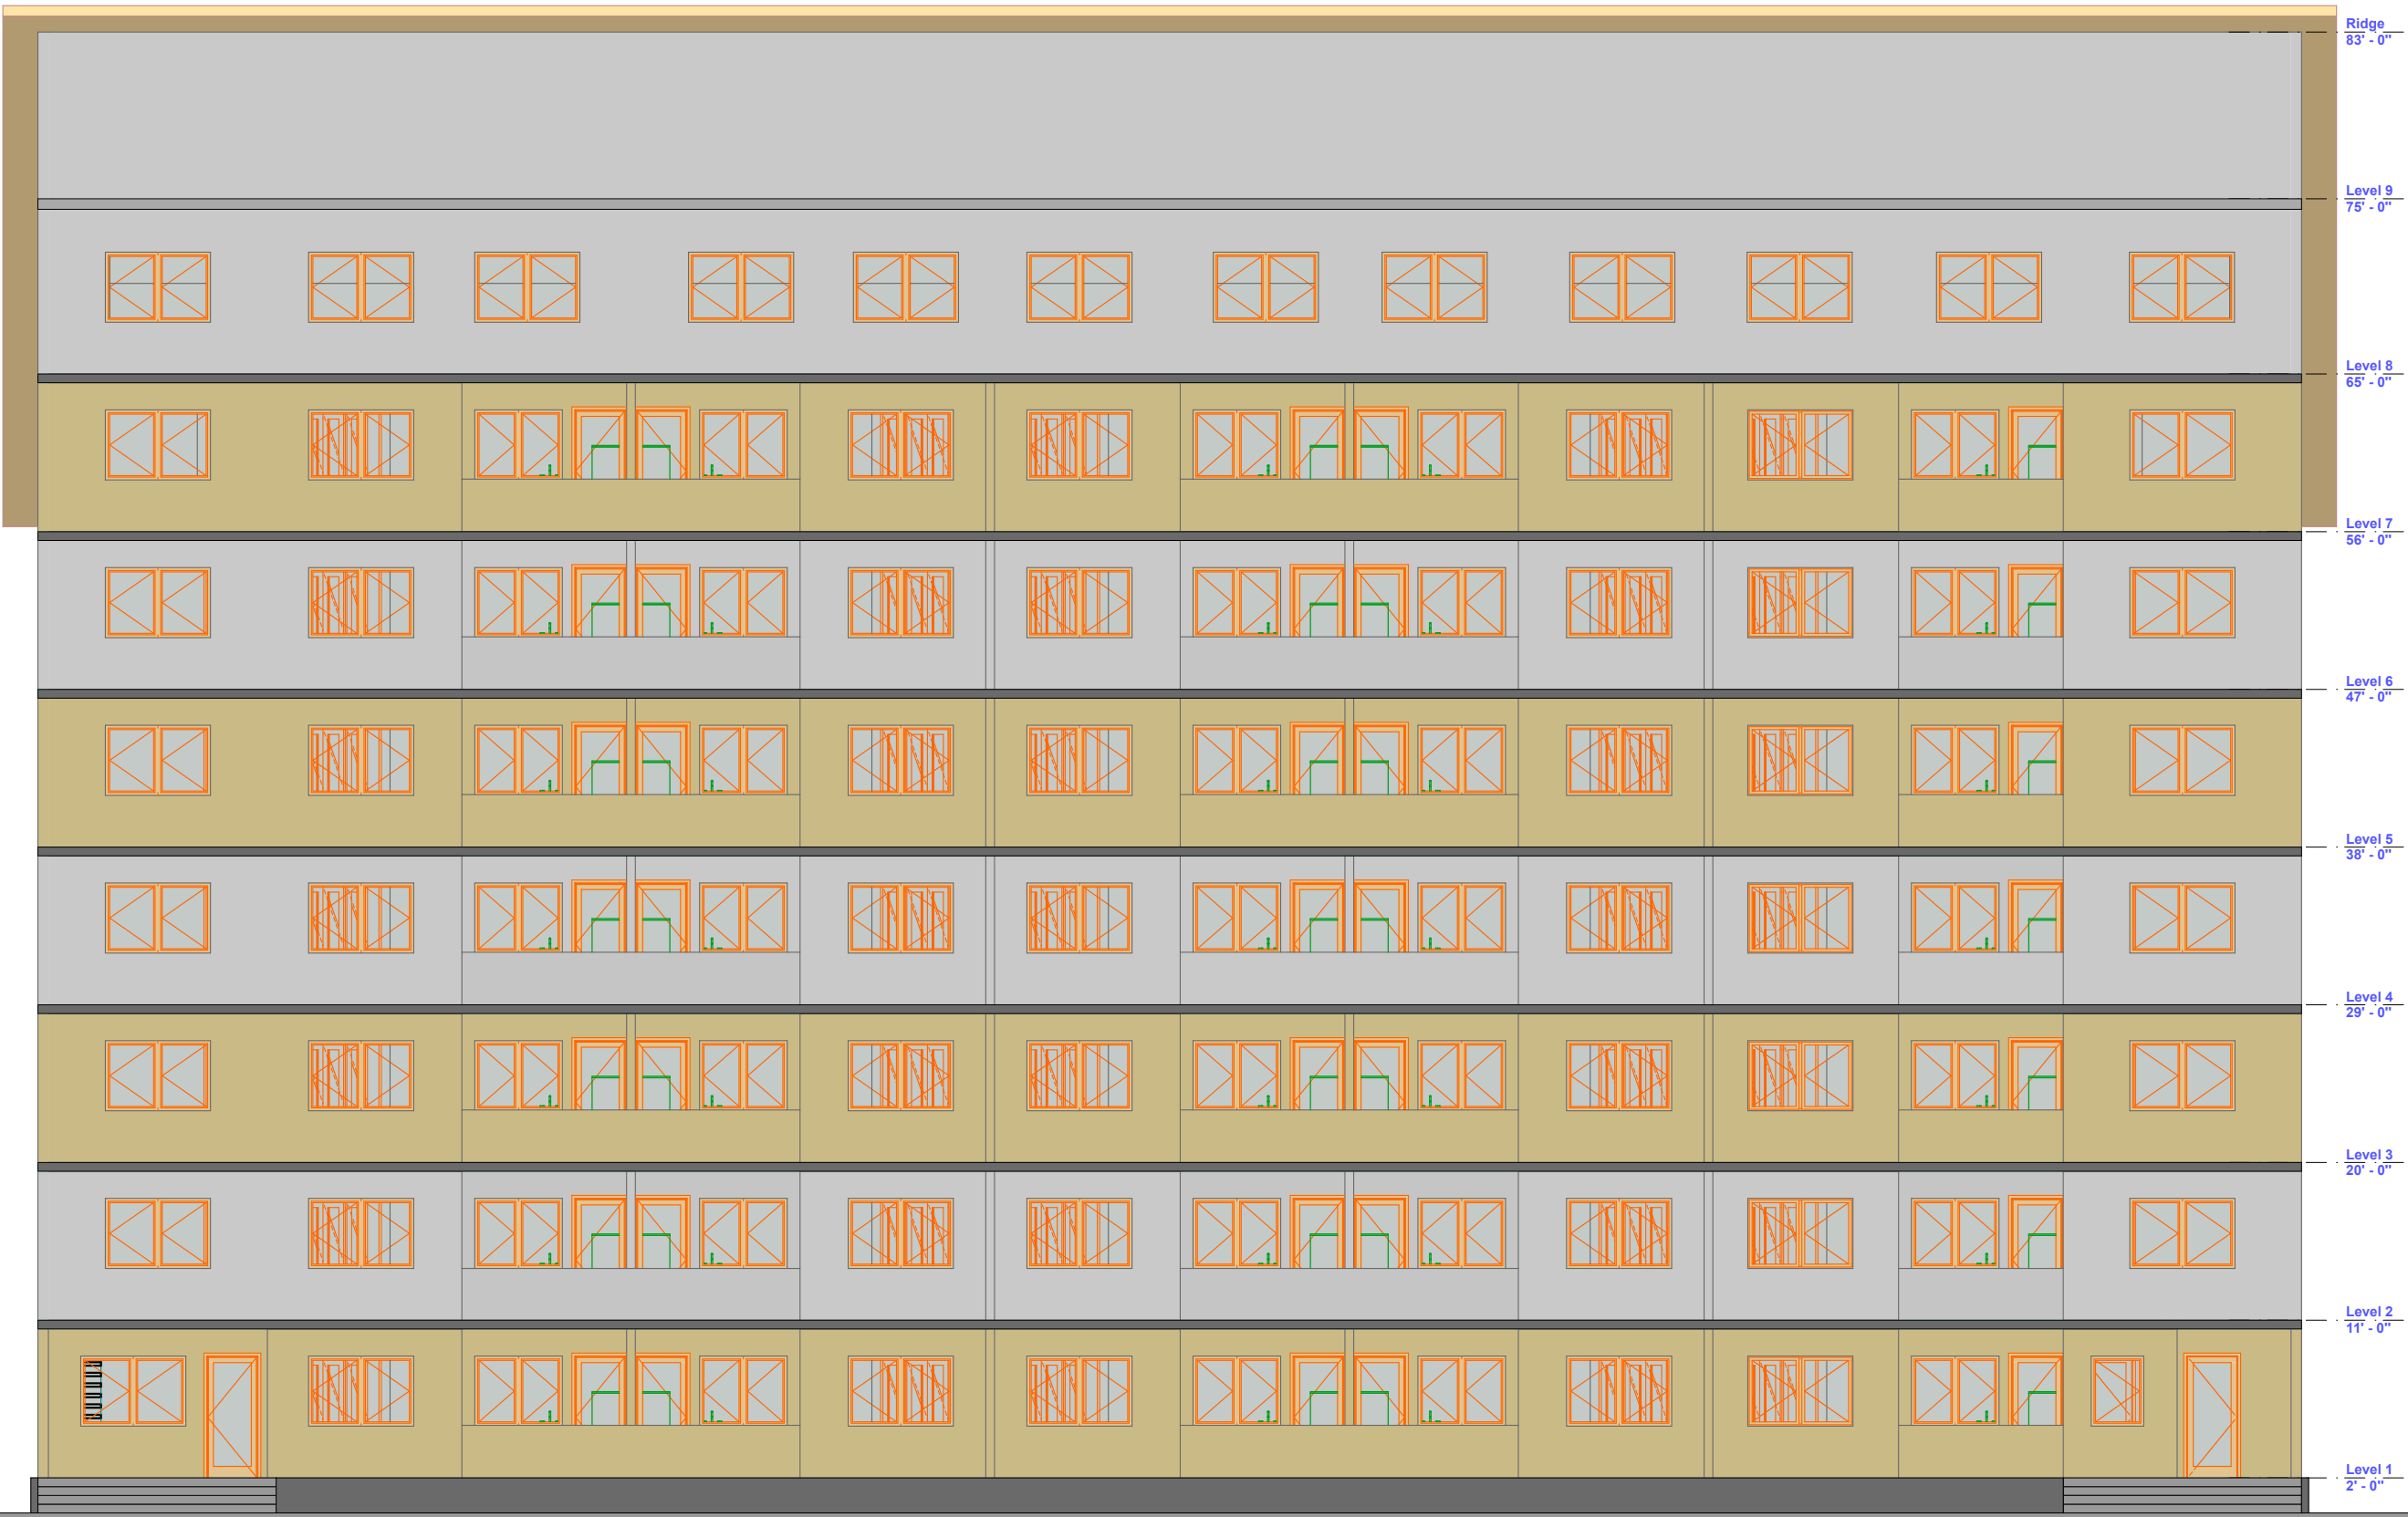 Ridge
83' - 0"
Level 9
75' - 0"
Level 8
65' - 0"
Level 7
56' - 0"
Level 6
47' - 0"
Level 5
38' - 0"
Level 4
29' - 0"
Level 3
20' - 0"
Level 2
11' - 0"
Level 1
2' - 0"